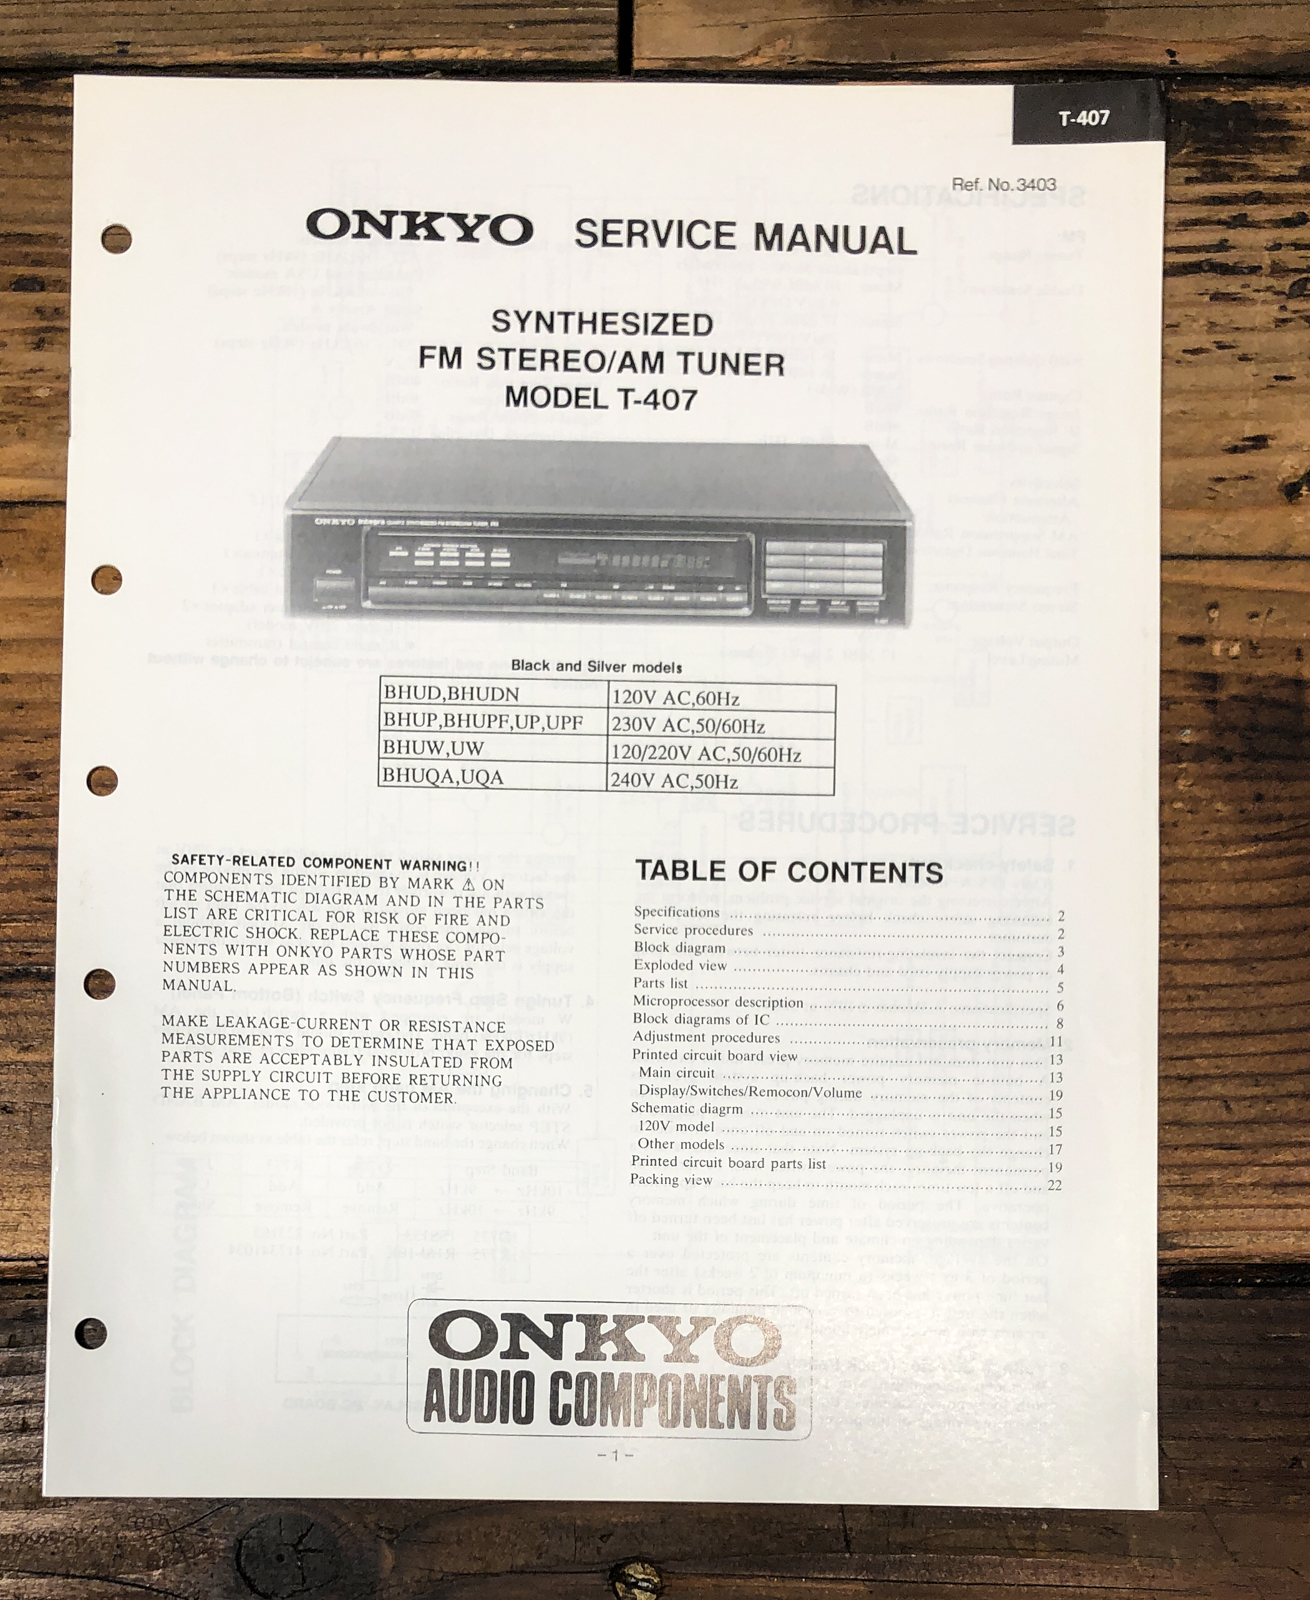 T-407
Ref. No.3403
ONKYO SERVICE MANUAL
SYNTHESIZED
FM STEREO/AM TUNER
MODEL T-407
ONKYO Integra
POWER
Black and Silver models
BHUD,BHUDN 120V AC,60Hz
BHUP,BHUPF,UP,UPF 230V AC,50/60Hz
BHUW,UW 120/220V AC,50/60Hz
BHUQA,UQA 240V AC,50Hz
SAFETY-RELATED COMPONENT WARNING!!
COMPONENTS IDENTIFIED BY MARK ⚠ ON
THE SCHEMATIC DIAGRAM AND IN THE PARTS
LIST ARE CRITICAL FOR RISK OF FIRE AND
ELECTRIC SHOCK. REPLACE THESE COMPO-
NENTS WITH ONKYO PARTS WHOSE PART
NUMBERS APPEAR AS SHOWN IN THIS
MANUAL.
MAKE LEAKAGE-CURRENT OR RESISTANCE
MEASUREMENTS TO DETERMINE THAT EXPOSED
PARTS ARE ACCEPTABLY INSULATED FROM
THE SUPPLY CIRCUIT BEFORE RETURNING
THE APPLIANCE TO THE CUSTOMER.
TABLE OF CONTENTS
Specifications ........ 2
Service procedures ........ 2
Block diagram ........ 3
Exploded view ........ 4
Parts list ........ 5
Microprocessor description ........ 6
Block diagrams of IC ........ 8
Adjustment procedures ........ 11
Printed circuit board view ........ 13
Main circuit ........ 13
Display/Switches/Remocon/Volume ........ 19
Schematic diagrm ........ 15
120V model ........ 15
Other models ........ 17
Printed circuit board parts list ........ 19
Packing view ........ 22
ONKYO
AUDIO COMPONENTS
-1-